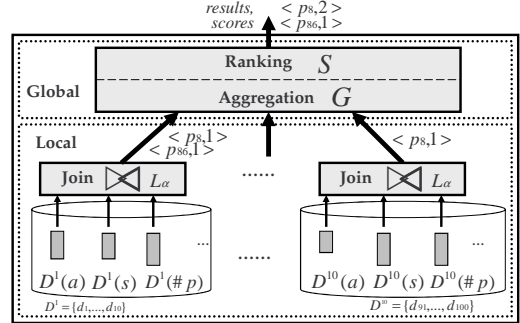 results, < p8,2 >
scores < p86,1 >
Ranking S
Global
Aggregation G
Local
< p8,1 >
< p86,1 >
< p8,1 >
Join Lα ...... Join Lα
... ...... ...
D¹(a) D¹(s) D¹(# p) D¹⁰(a) D¹⁰(s) D¹⁰(# p)
D¹ = {d1,..., d10} D¹⁰ = {d91,..., d100}